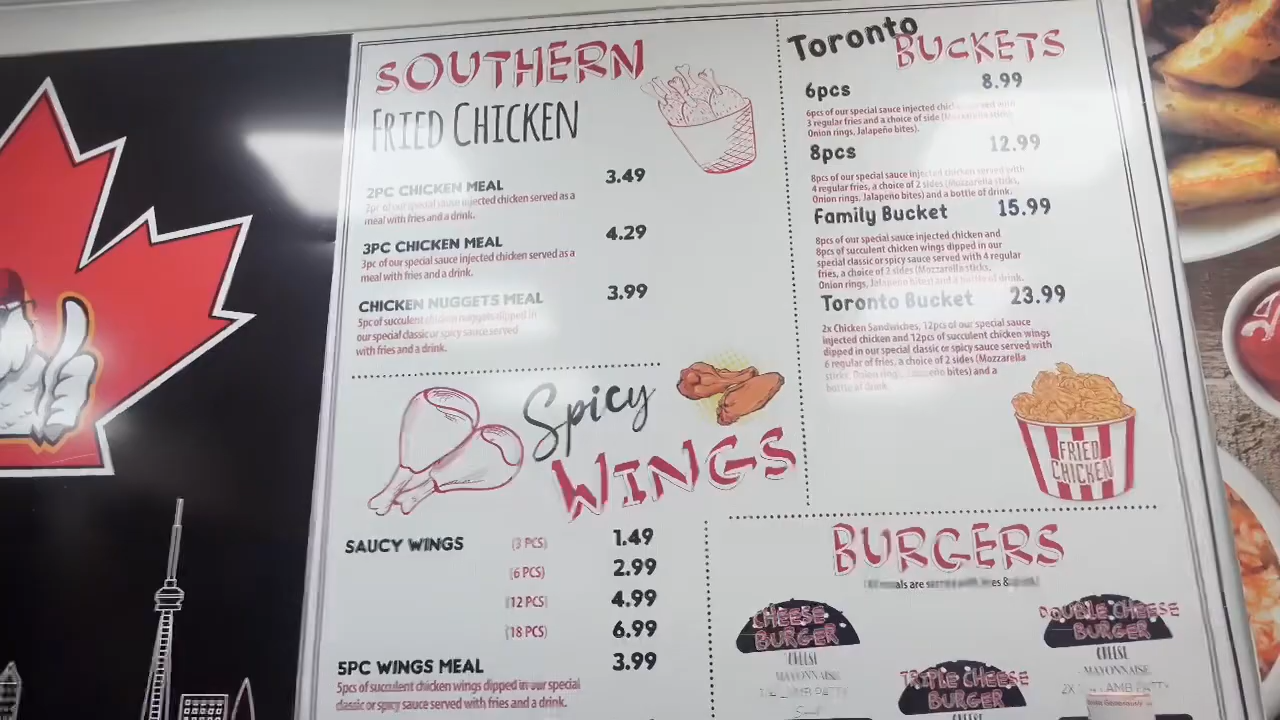 SOUTHERN
FRIED CHICKEN
2PC CHICKEN MEAL 3.49
2pc of our special sauce injected chicken served as a
meal with fries and a drink.
3PC CHICKEN MEAL 4.29
3pc of our special sauce injected chicken served as a
meal with fries and a drink.
CHICKEN NUGGETS MEAL 3.99
5pc of succulent chicken nuggets dipped in
our special classic or spicy sauce served
with fries and a drink.
Spicy
WINGS
SAUCY WINGS (3 PCS) 1.49
(6 PCS) 2.99
(12 PCS) 4.99
(18 PCS) 6.99
5PC WINGS MEAL 3.99
5pcs of succulent chicken wings dipped in our special
classic or spicy sauce served with fries and a drink.
Toronto
BUCKETS
6pcs 8.99
6pcs of our special sauce injected chicken served with
3 regular fries and a choice of side (Mozzarella sticks,
Onion rings, Jalapeño bites).
8pcs 12.99
8pcs of our special sauce injected chicken served with
4 regular fries, a choice of 2 sides (Mozzarella sticks,
Onion rings, Jalapeño bites) and a bottle of drink.
Family Bucket 15.99
8pcs of our special sauce injected chicken and
8pcs of succulent chicken wings dipped in our
special classic or spicy sauce served with 4 regular
fries, a choice of 2 sides (Mozzarella sticks,
Onion rings, Jalapeño bites) and a bottle of drink.
Toronto Bucket 23.99
2x Chicken Sandwiches, 12pcs of our special sauce
injected chicken and 12pcs of succulent chicken wings
dipped in our special classic or spicy sauce served with
6 regular of fries, a choice of 2 sides (Mozzarella
sticks, Onion rings, Jalapeño bites) and a
bottle of drink.
FRIED
CHICKEN
BURGERS
meals are served with fries &
CHEESE
BURGER
CHEESE
MAYONNAISE
LAMB PATTY
TRIPLE CHEESE
BURGER
DOUBLE CHEESE
BURGER
CHEESE
MAYONNAISE
2X LAMB PATTY